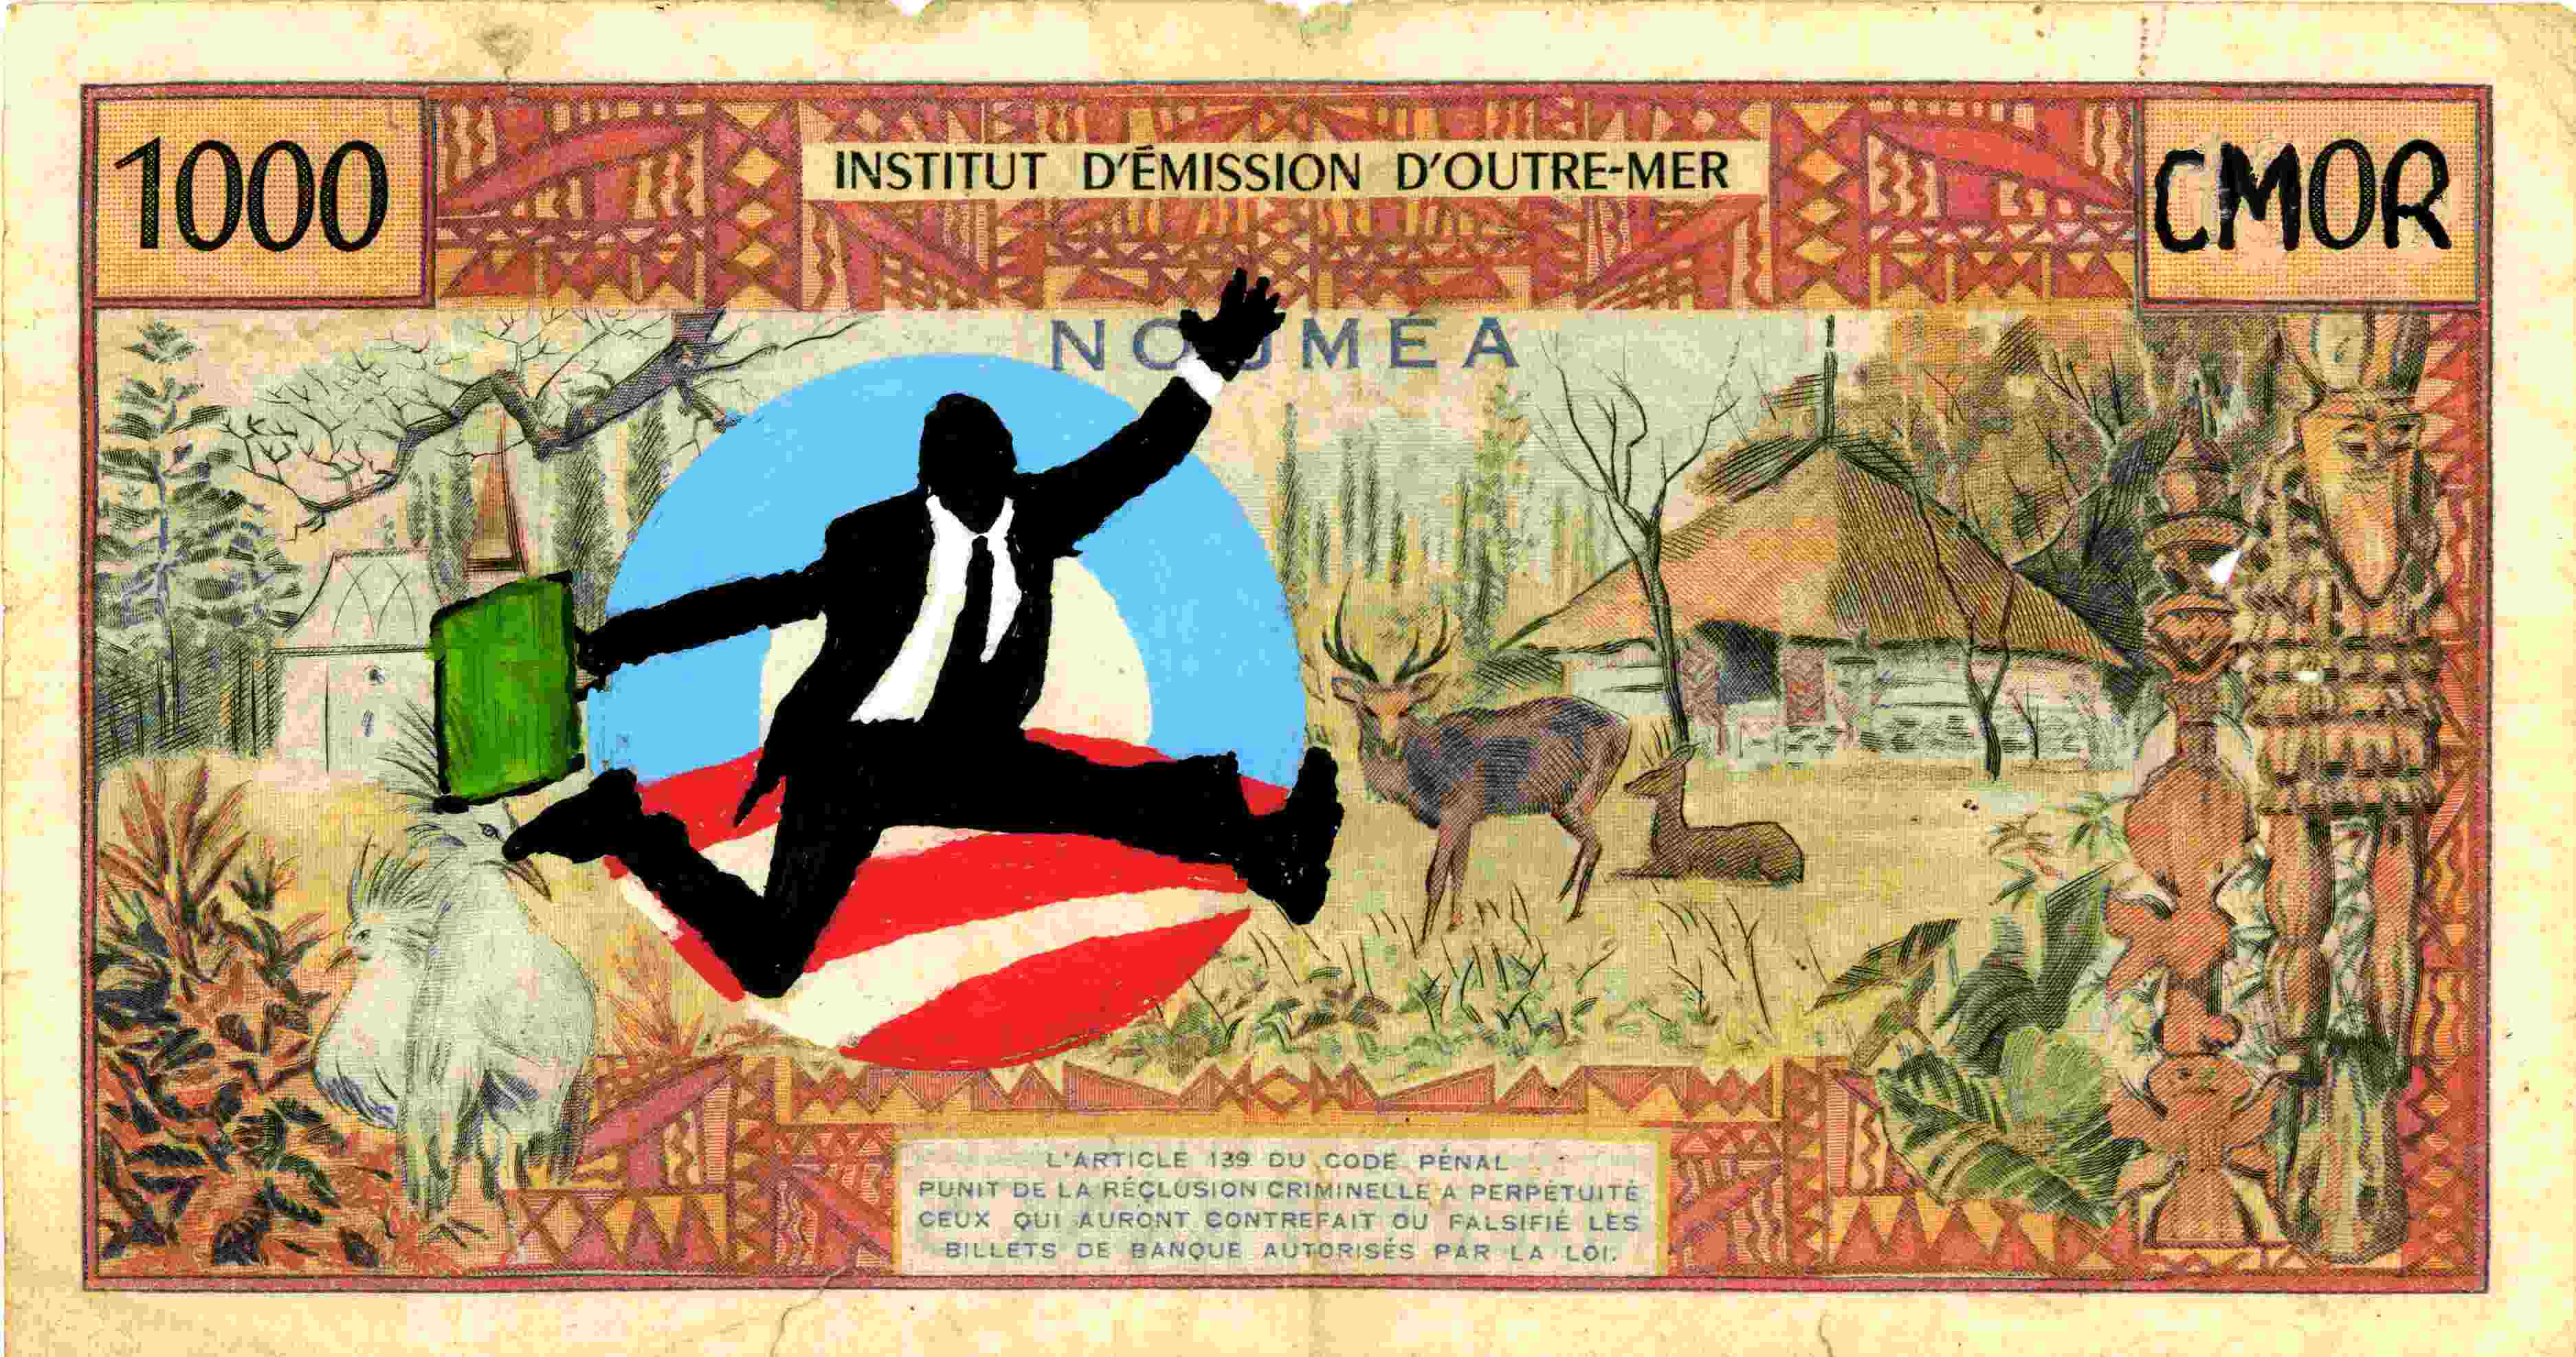 1000
INSTITUT D'ÉMISSION D'OUTRE-MER
CMOR
NOUMÉA
L'ARTICLE 139 DU CODE PÉNAL
PUNIT DE LA RÉCLUSION CRIMINELLE A PERPÉTUITÉ
CEUX QUI AURONT CONTREFAIT OU FALSIFIÉ LES
BILLETS DE BANQUE AUTORISÉS PAR LA LOI.